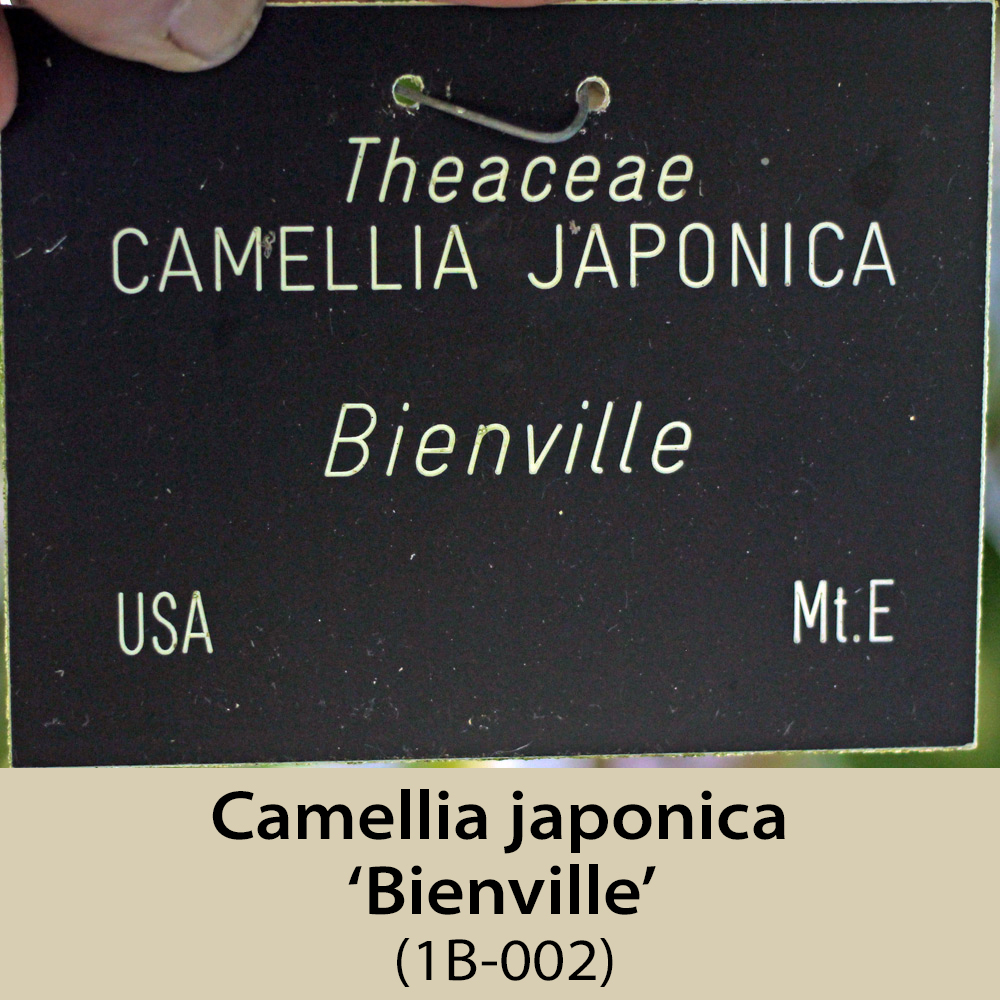 Theaceae
CAMELLIA JAPONICA
Bienville
USA Mt.E
Camellia japonica
‘Bienville’
(1B-002)